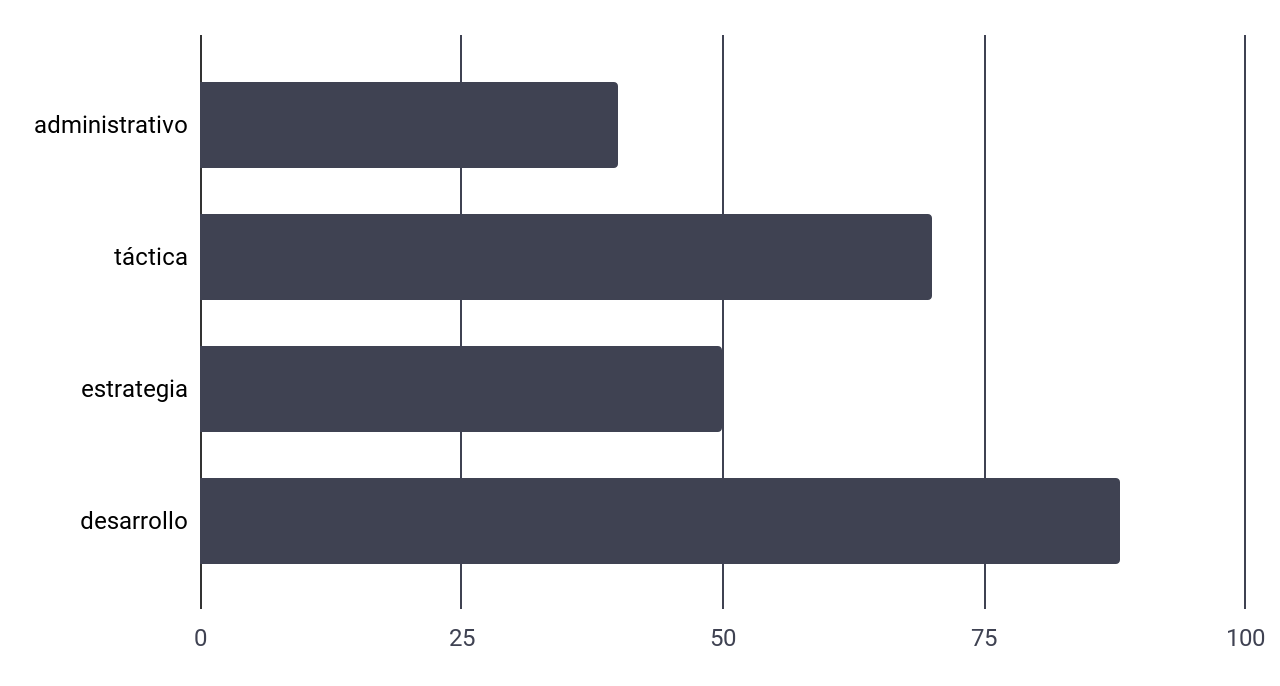 administrativo
táctica
estrategia
desarrollo
0 25 50 75 100